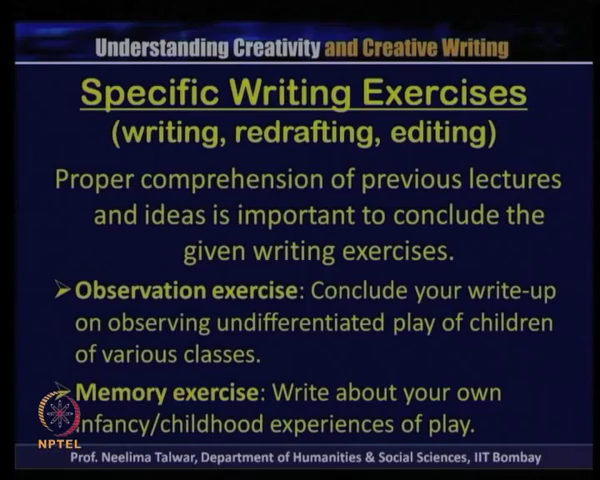 Understanding Creativity and Creative Writing
Specific Writing Exercises
(writing, redrafting, editing)
Proper comprehension of previous lectures
and ideas is important to conclude the
given writing exercises.
➢Observation exercise: Conclude your write-up
on observing undifferentiated play of children
of various classes.
➢Memory exercise: Write about your own
infancy/childhood experiences of play.
NPTEL
Prof. Neelima Talwar, Department of Humanities & Social Sciences, IIT Bombay